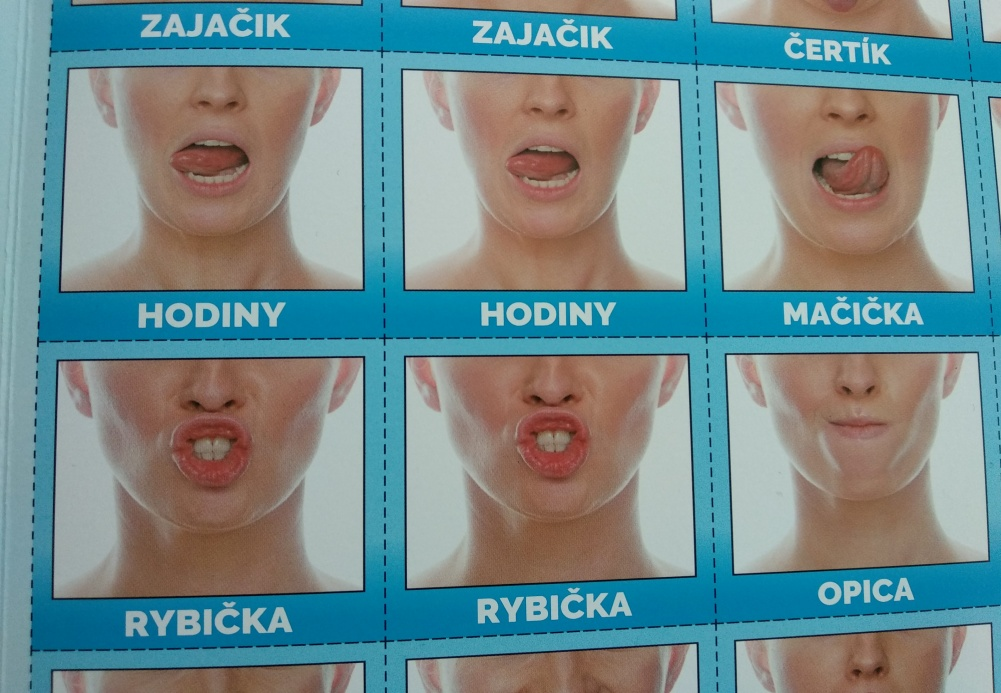 ZAJAČIK
ZAJAČIK
ČERTÍK
HODINY
HODINY
MAČIČKA
RYBIČKA
RYBIČKA
OPICA